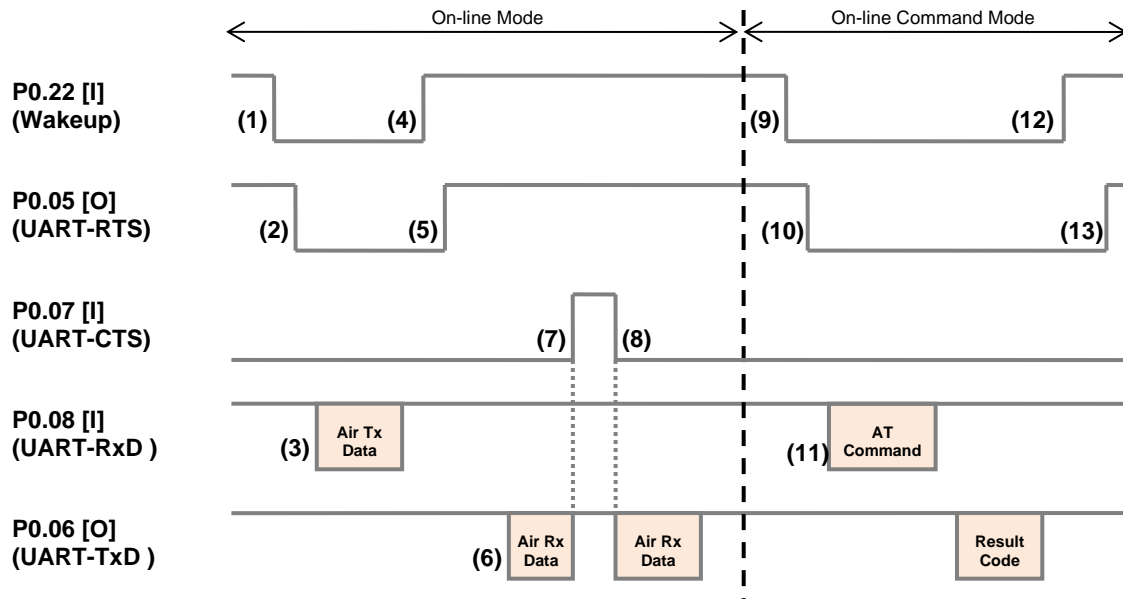 On-line Mode
On-line Command Mode
P0.22 [I]
(Wakeup)
(1)
(4)
(9)
(12)
P0.05 [O]
(UART-RTS)
(2)
(5)
(10)
(13)
P0.07 [I]
(UART-CTS)
(7)
(8)
P0.08 [I]
(UART-RxD )
(3)
Air Tx
Data
(11)
AT
Command
P0.06 [O]
(UART-TxD )
(6)
Air Rx
Data
Air Rx
Data
Result
Code